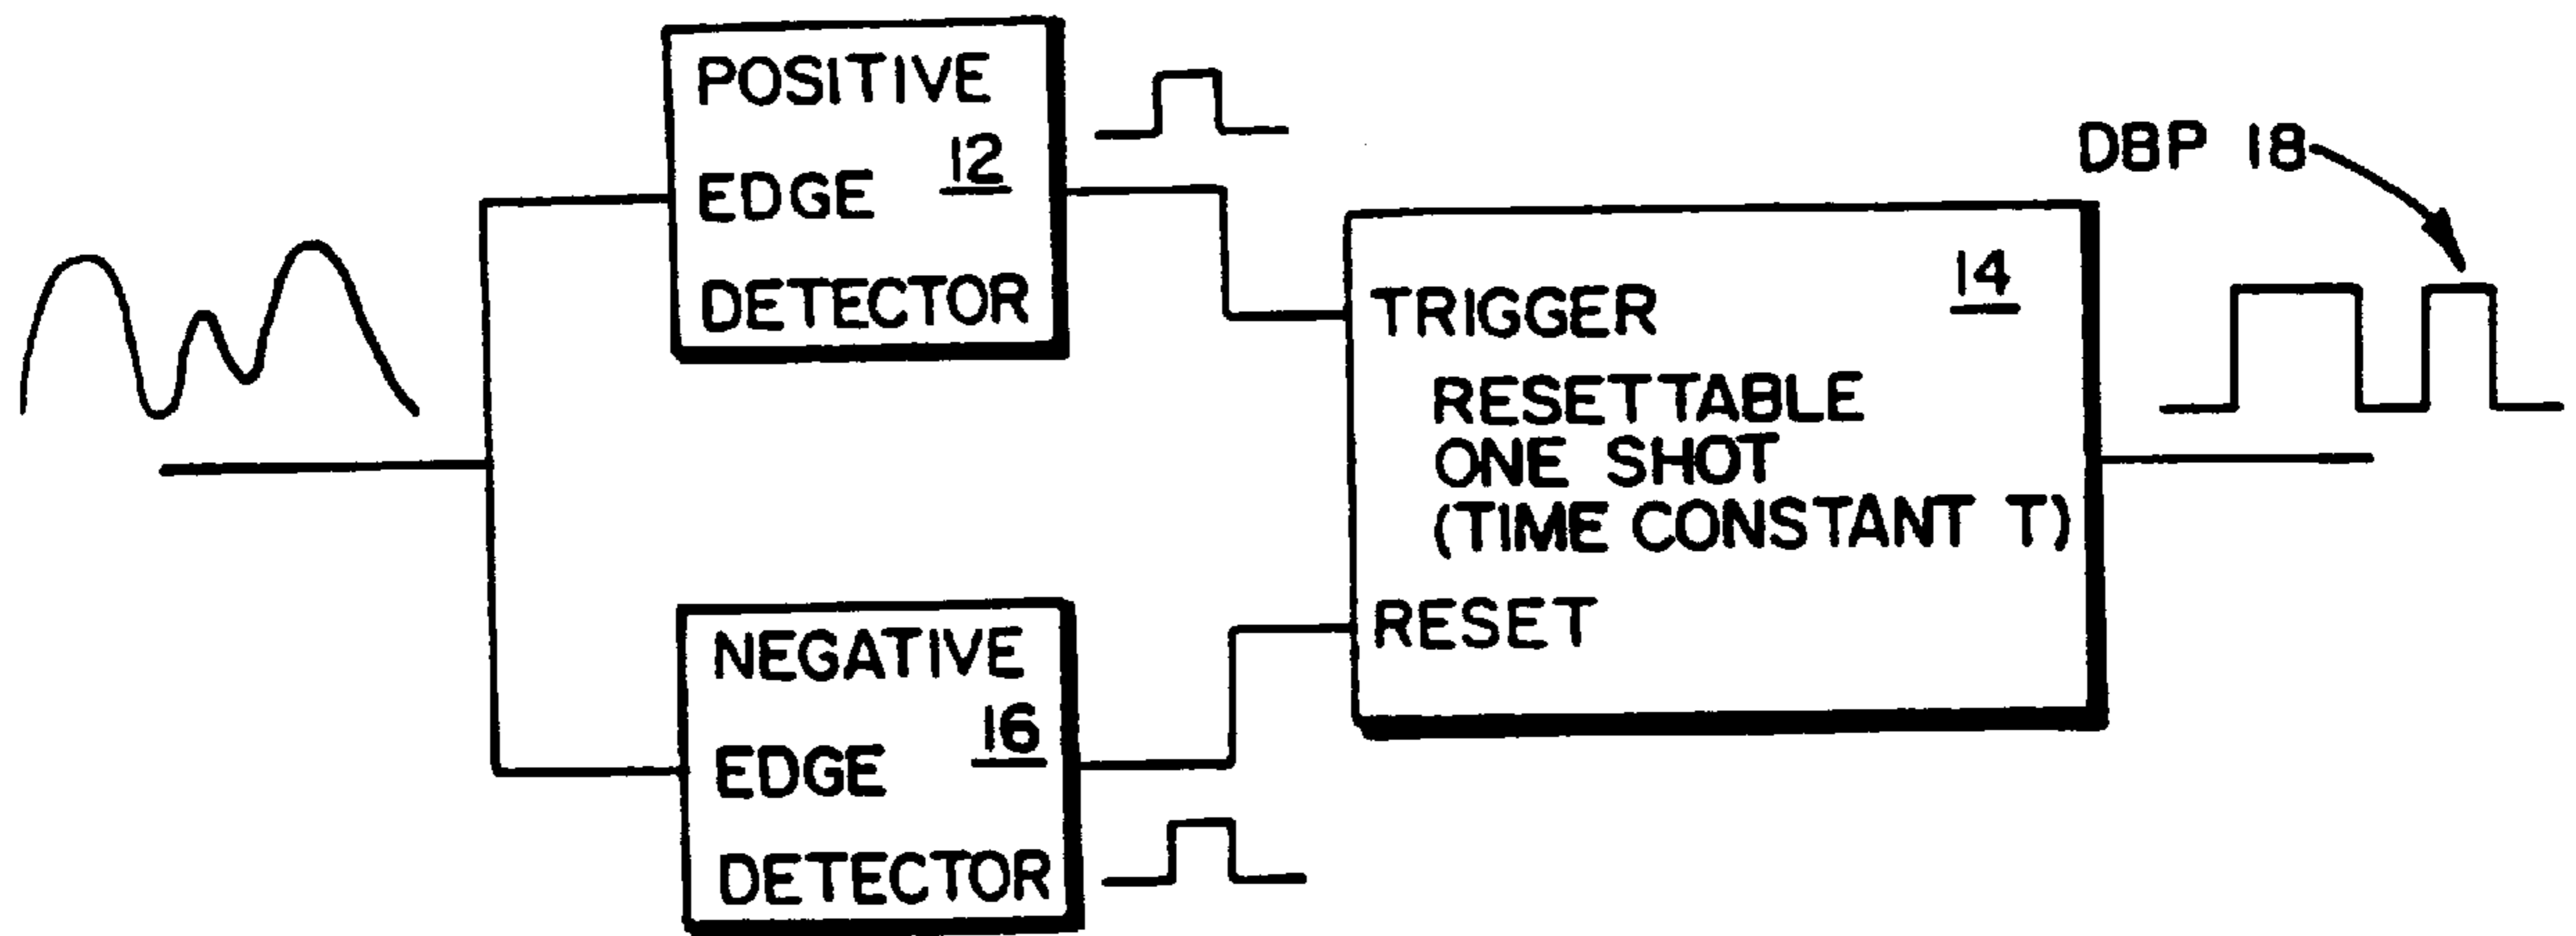 POSITIVE
EDGE 12
DETECTOR
DBP 18
14
TRIGGER
RESETTABLE
ONE SHOT
(TIME CONSTANT T)
RESET
NEGATIVE
EDGE 16
DETECTOR